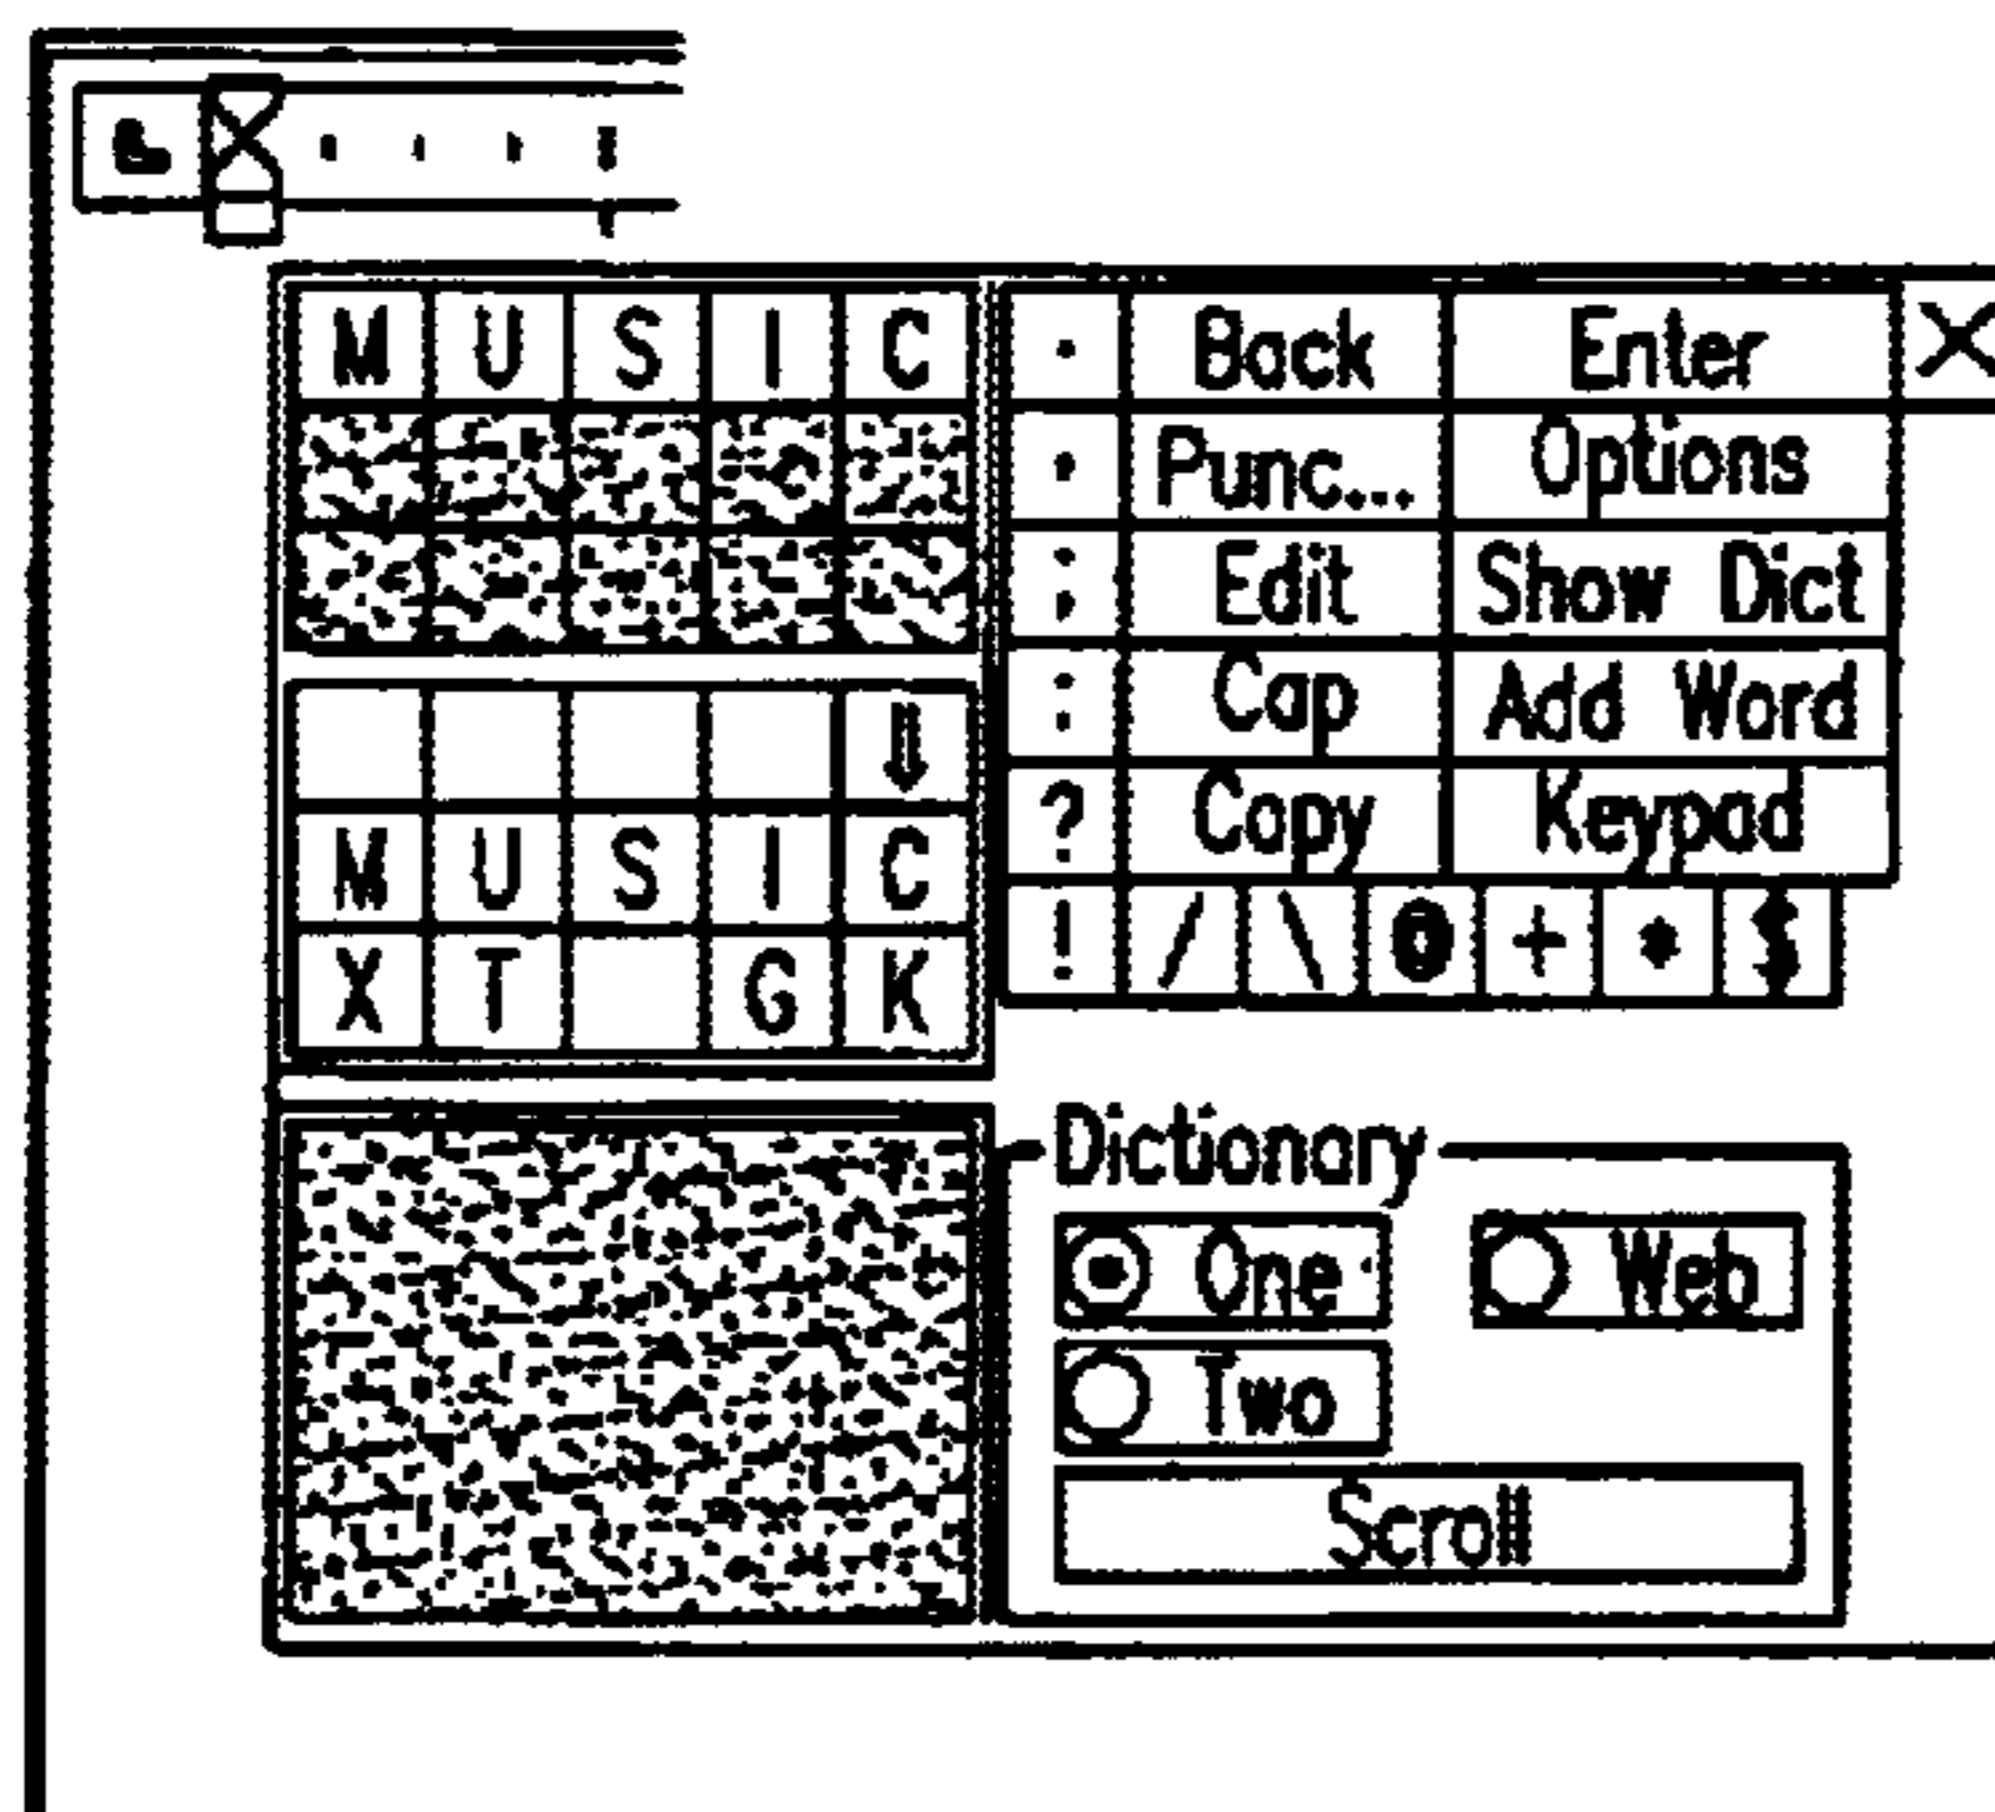 M U S I C . Back Enter X
. Punc... Options
; Edit Show Dict
: Cap Add Word
M U S I C ? Copy Keypad
X T G K ! / \ @ +
Dictionary
One Web
Two
Scroll